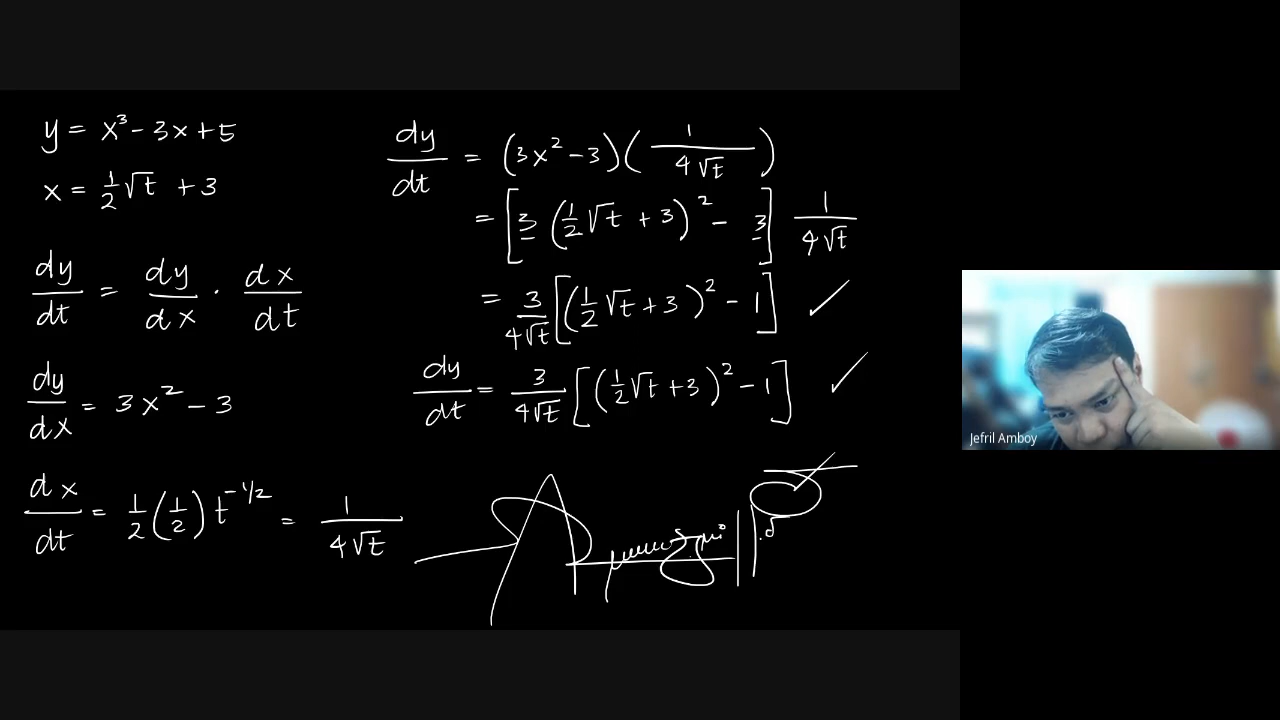 y = x³ - 3x + 5
x = 1/2 √t + 3
dy/dt = dy/dx · dx/dt
dy/dx = 3x² - 3
dx/dt = 1/2 (1/2) t^(-1/2) = 1/(4√t)
dy/dt = (3x² - 3)(1/(4√t))
= [3 (1/2 √t + 3)² - 3] 1/(4√t)
= 3/(4√t) [(1/2 √t + 3)² - 1] ✓
dy/dt = 3/(4√t) [(1/2 √t + 3)² - 1] ✓
Jefril Amboy